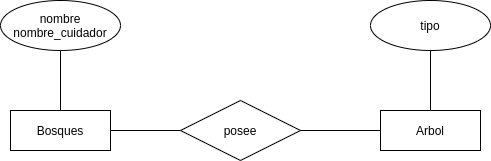 nombre
nombre_cuidador
tipo
Bosques
posee
Arbol